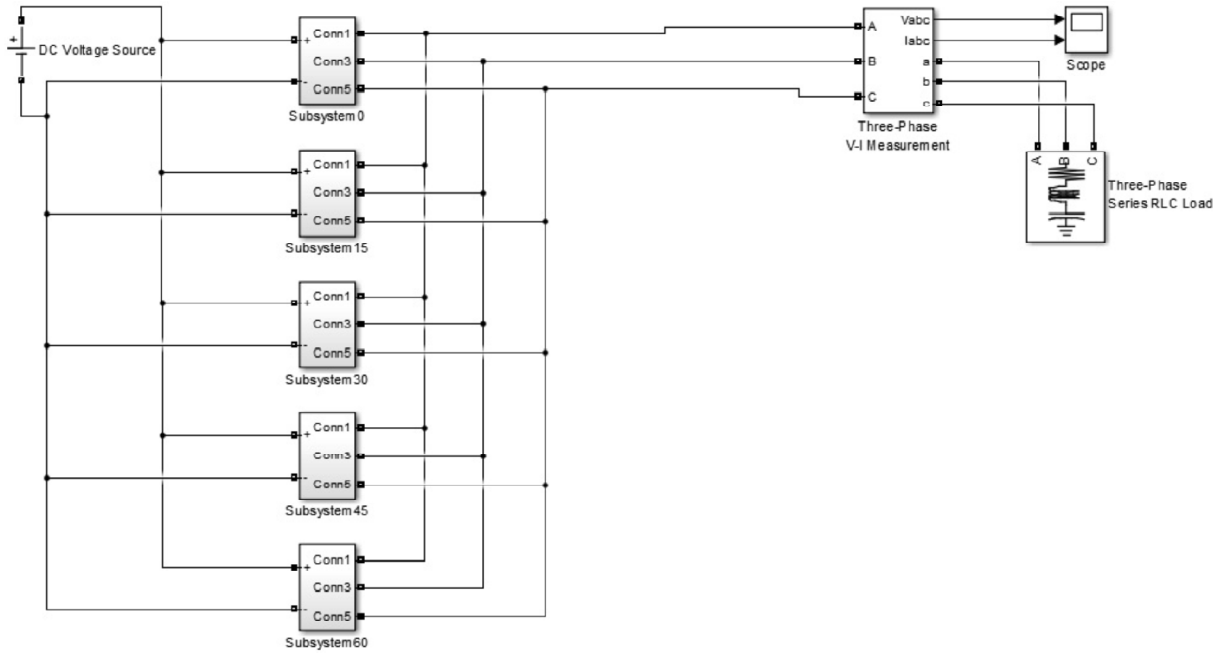 +
DC Voltage Source
+
-
Conn1
Conn3
Conn5
Subsystem0
+
-
Conn1
Conn3
Conn5
Subsystem15
+
-
Conn1
Conn3
Conn5
Subsystem30
+
-
Conn1
Conn3
Conn5
Subsystem45
+
-
Conn1
Conn3
Conn5
Subsystem60
A
B
C
Vabc
Iabc
a
b
c
Three-Phase
V-I Measurement
Scope
A
B
C
Three-Phase
Series RLC Load